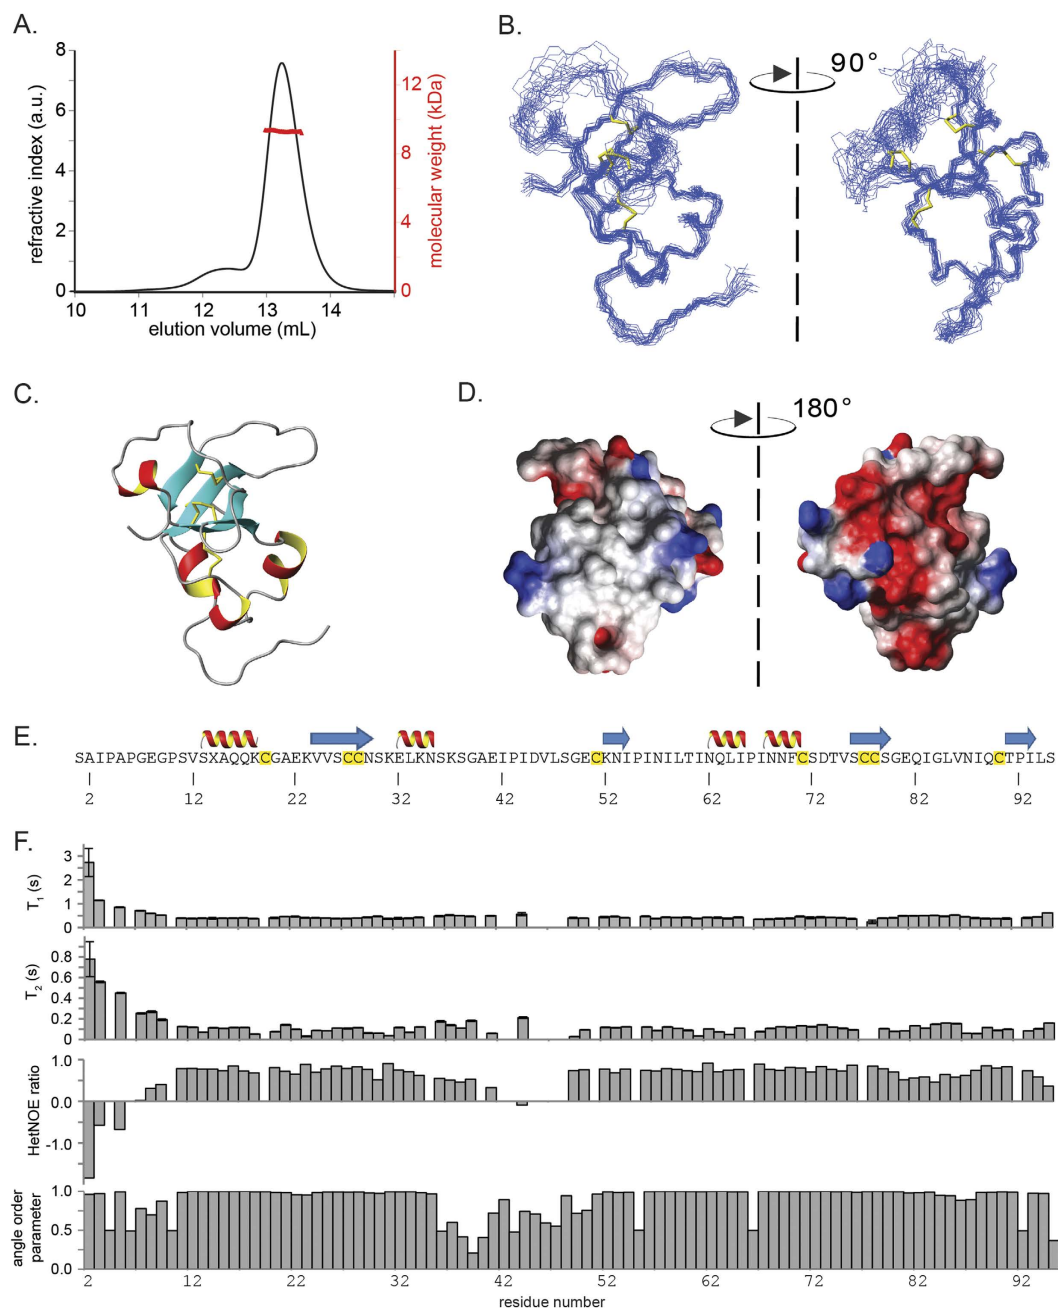 A.
B.
8
6
4
2
0
refractive index (a.u.)
12
8
4
0
molecular weight (kDa)
10 11 12 13 14
elution volume (mL)
90°
C.
D.
180°
E.
SAIPAPGEGPSVSXAQQKCGAEKVVSCCNSKELKNSKSGAEIPIDVLSGECKNIPINILTINQLIPINNFCSDTVSCCSGEQIGLVNIQCTPILS
2 12 22 32 42 52 62 72 82 92
F.
3
2
1
0
T1 (s)
0.8
0.6
0.4
0.2
0
T2 (s)
1.0
0.0
-1.0
HetNOE ratio
1.0
0.5
0.0
angle order
parameter
2 12 22 32 42 52 62 72 82 92
residue number